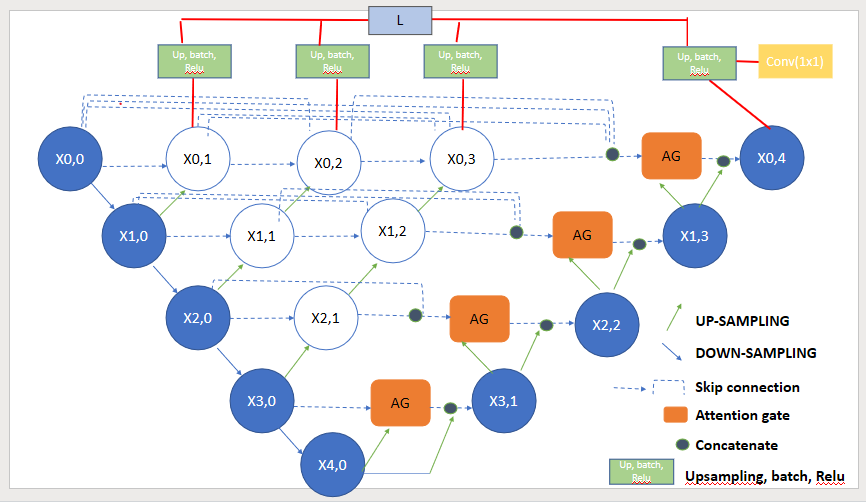 L
Up, batch,
Relu
Up, batch,
Relu
Up, batch,
Relu
Up, batch,
Relu
Conv(1x1)
X0,0
X0,1
X0,2
X0,3
AG
X0,4
X1,0
X1,1
X1,2
AG
X1,3
X2,0
X2,1
AG
X2,2
UP-SAMPLING
DOWN-SAMPLING
Skip connection
X3,0
AG
X3,1
Attention gate
Concatenate
X4,0
Up, batch,
Relu
Upsampling, batch, Relu